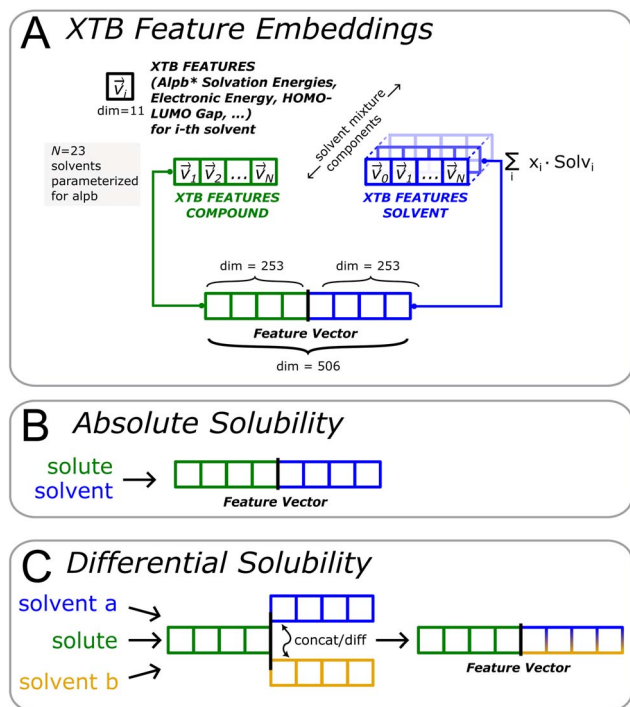 A XTB Feature Embeddings
v⃗i
dim=11
XTB FEATURES
(Alpb* Solvation Energies,
Electronic Energy, HOMO-
LUMO Gap, ...)
for i-th solvent
N=23
solvents
parameterized
for alpb
solvent mixture
components
v⃗1 v⃗2 ... v⃗N
XTB FEATURES
COMPOUND
v⃗0 v⃗1 ... v⃗N
XTB FEATURES
SOLVENT
∑i xi · Solvi
dim = 253
dim = 253
Feature Vector
dim = 506
B Absolute Solubility
solute
solvent
Feature Vector
C Differential Solubility
solvent a
solute
solvent b
concat/diff
Feature Vector